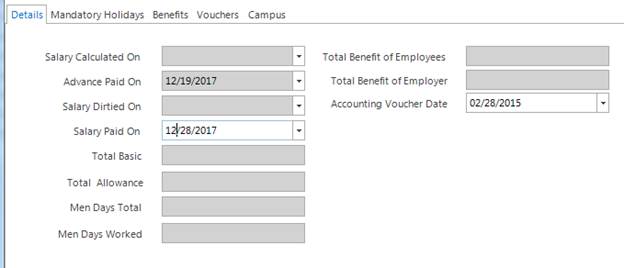 Details Mandatory Holidays Benefits Vouchers Campus
Salary Calculated On
Advance Paid On 12/19/2017
Salary Dirtied On
Salary Paid On 12/28/2017
Total Basic
Total Allowance
Men Days Total
Men Days Worked
Total Benefit of Employees
Total Benefit of Employer
Accounting Voucher Date 02/28/2015